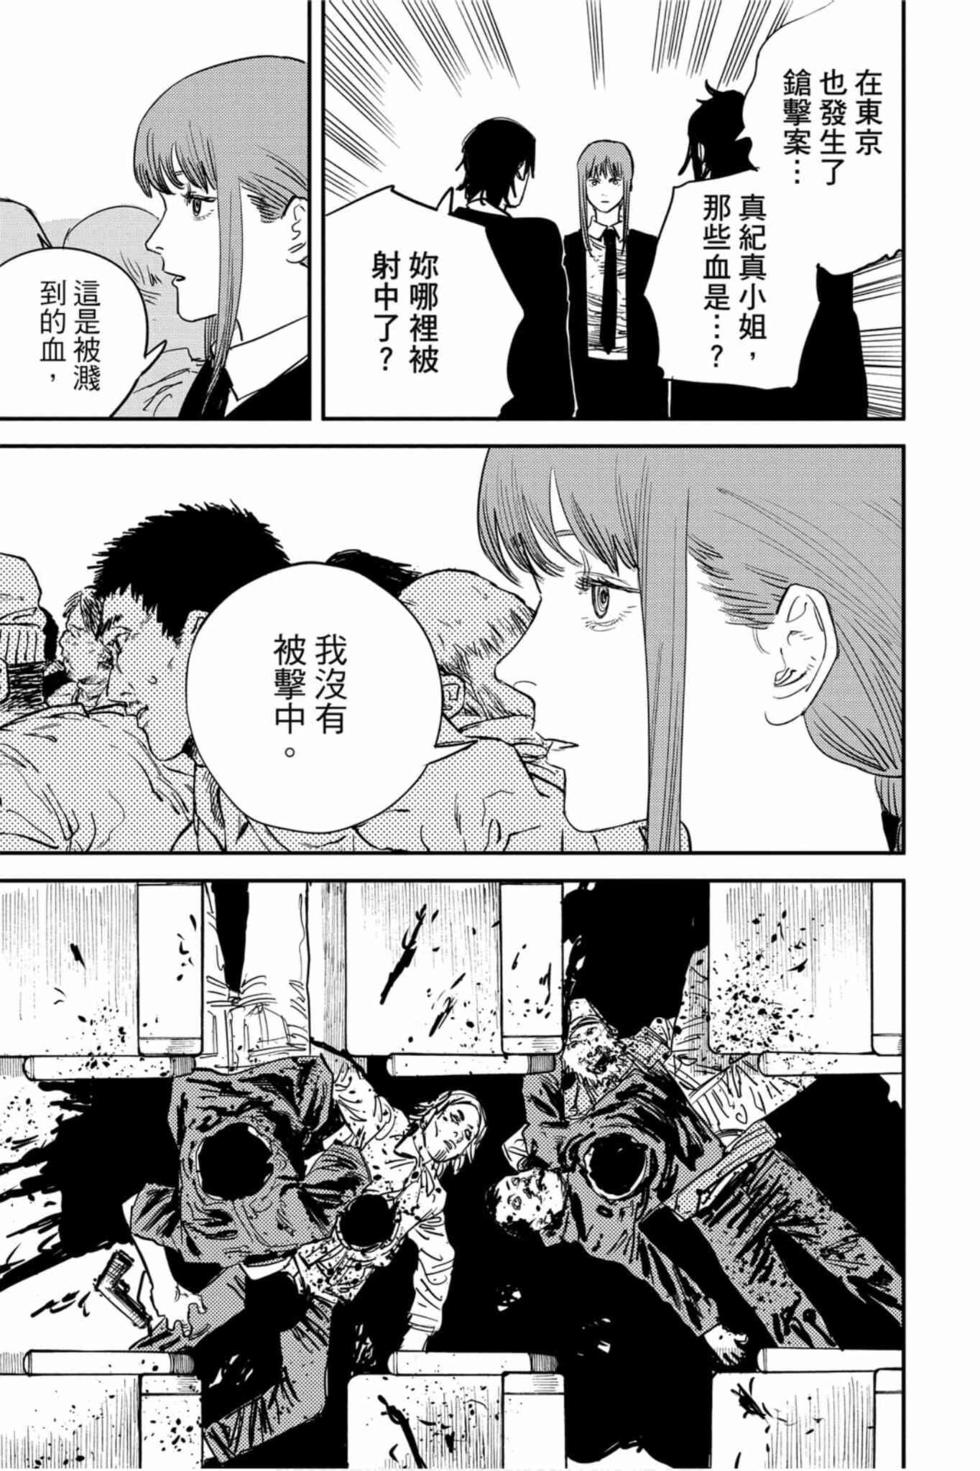 在東京
也發生了
鎗擊案…
真紀真小姐，
那些血是…？
妳哪裡被
射中了？
這是被濺
到的血，
我沒有
被擊中。